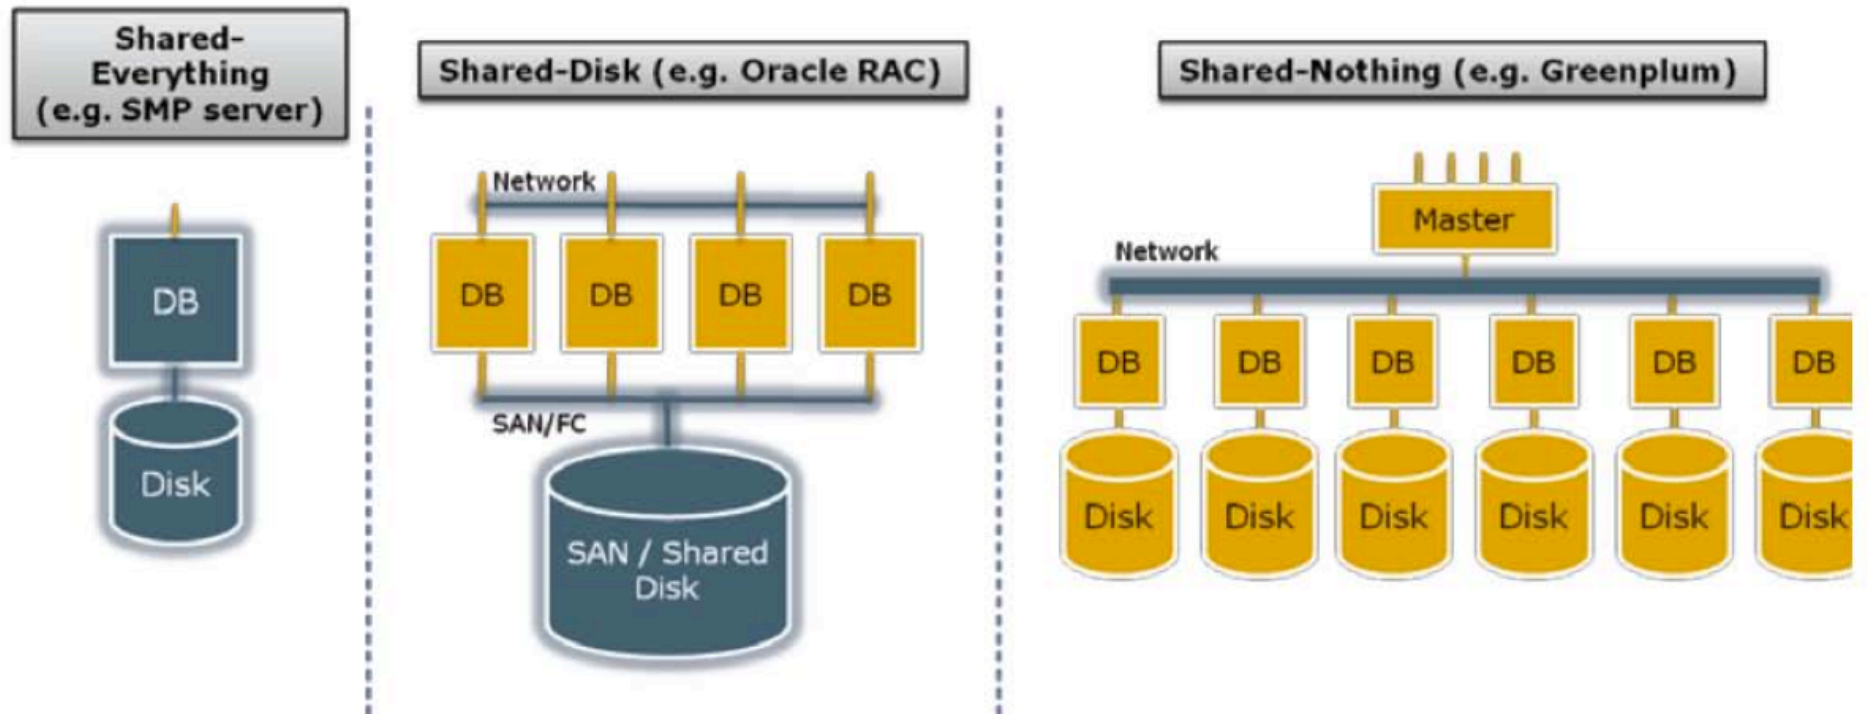 Shared-
Everything
(e.g. SMP server)
DB
Disk
Shared-Disk (e.g. Oracle RAC)
Network
DB DB DB DB
SAN/FC
SAN / Shared
Disk
Shared-Nothing (e.g. Greenplum)
Master
Network
DB DB DB DB DB DB
Disk Disk Disk Disk Disk Disk